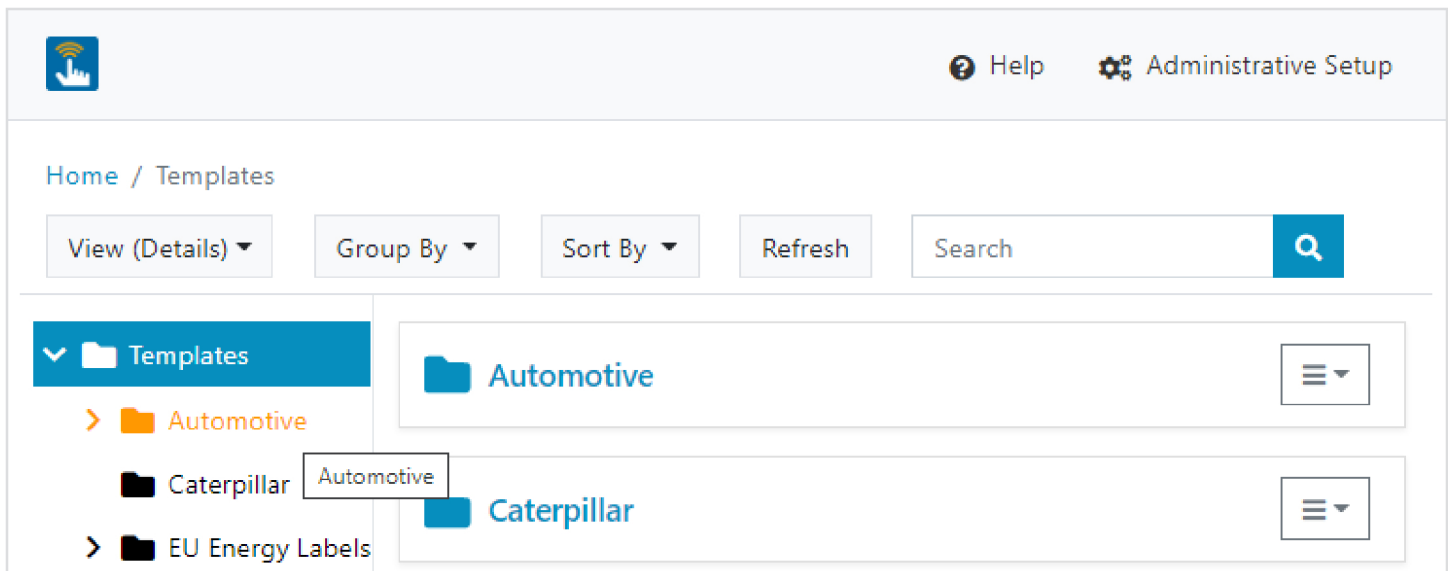 Help Administrative Setup
Home / Templates
View (Details) Group By Sort By Refresh Search
Templates
Automotive
Caterpillar
EU Energy Labels
Automotive
Automotive
Caterpillar